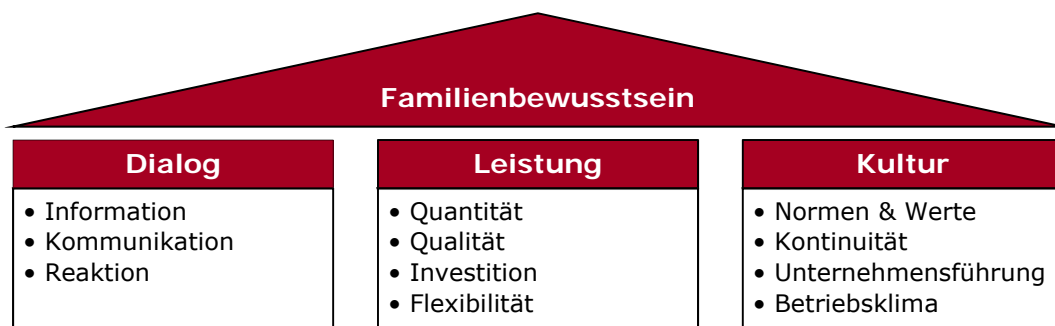 Familienbewusstsein
Dialog
• Information
• Kommunikation
• Reaktion
Leistung
• Quantität
• Qualität
• Investition
• Flexibilität
Kultur
• Normen & Werte
• Kontinuität
• Unternehmensführung
• Betriebsklima